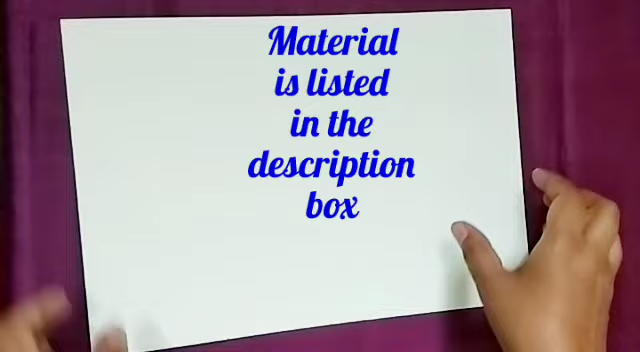 Material
is listed
in the
description
box